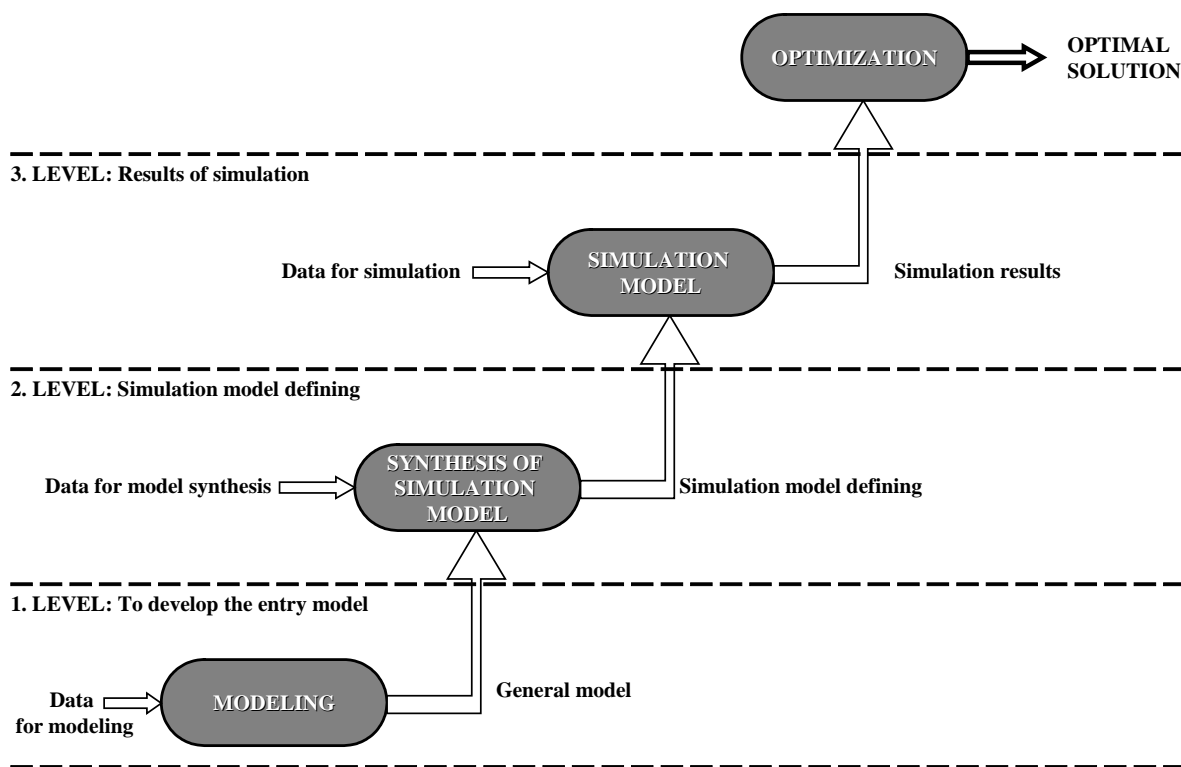 OPTIMIZATION
OPTIMAL
SOLUTION
3. LEVEL: Results of simulation
Data for simulation
SIMULATION
MODEL
Simulation results
2. LEVEL: Simulation model defining
Data for model synthesis
SYNTHESIS OF
SIMULATION
MODEL
Simulation model defining
1. LEVEL: To develop the entry model
Data
for modeling
MODELING
General model